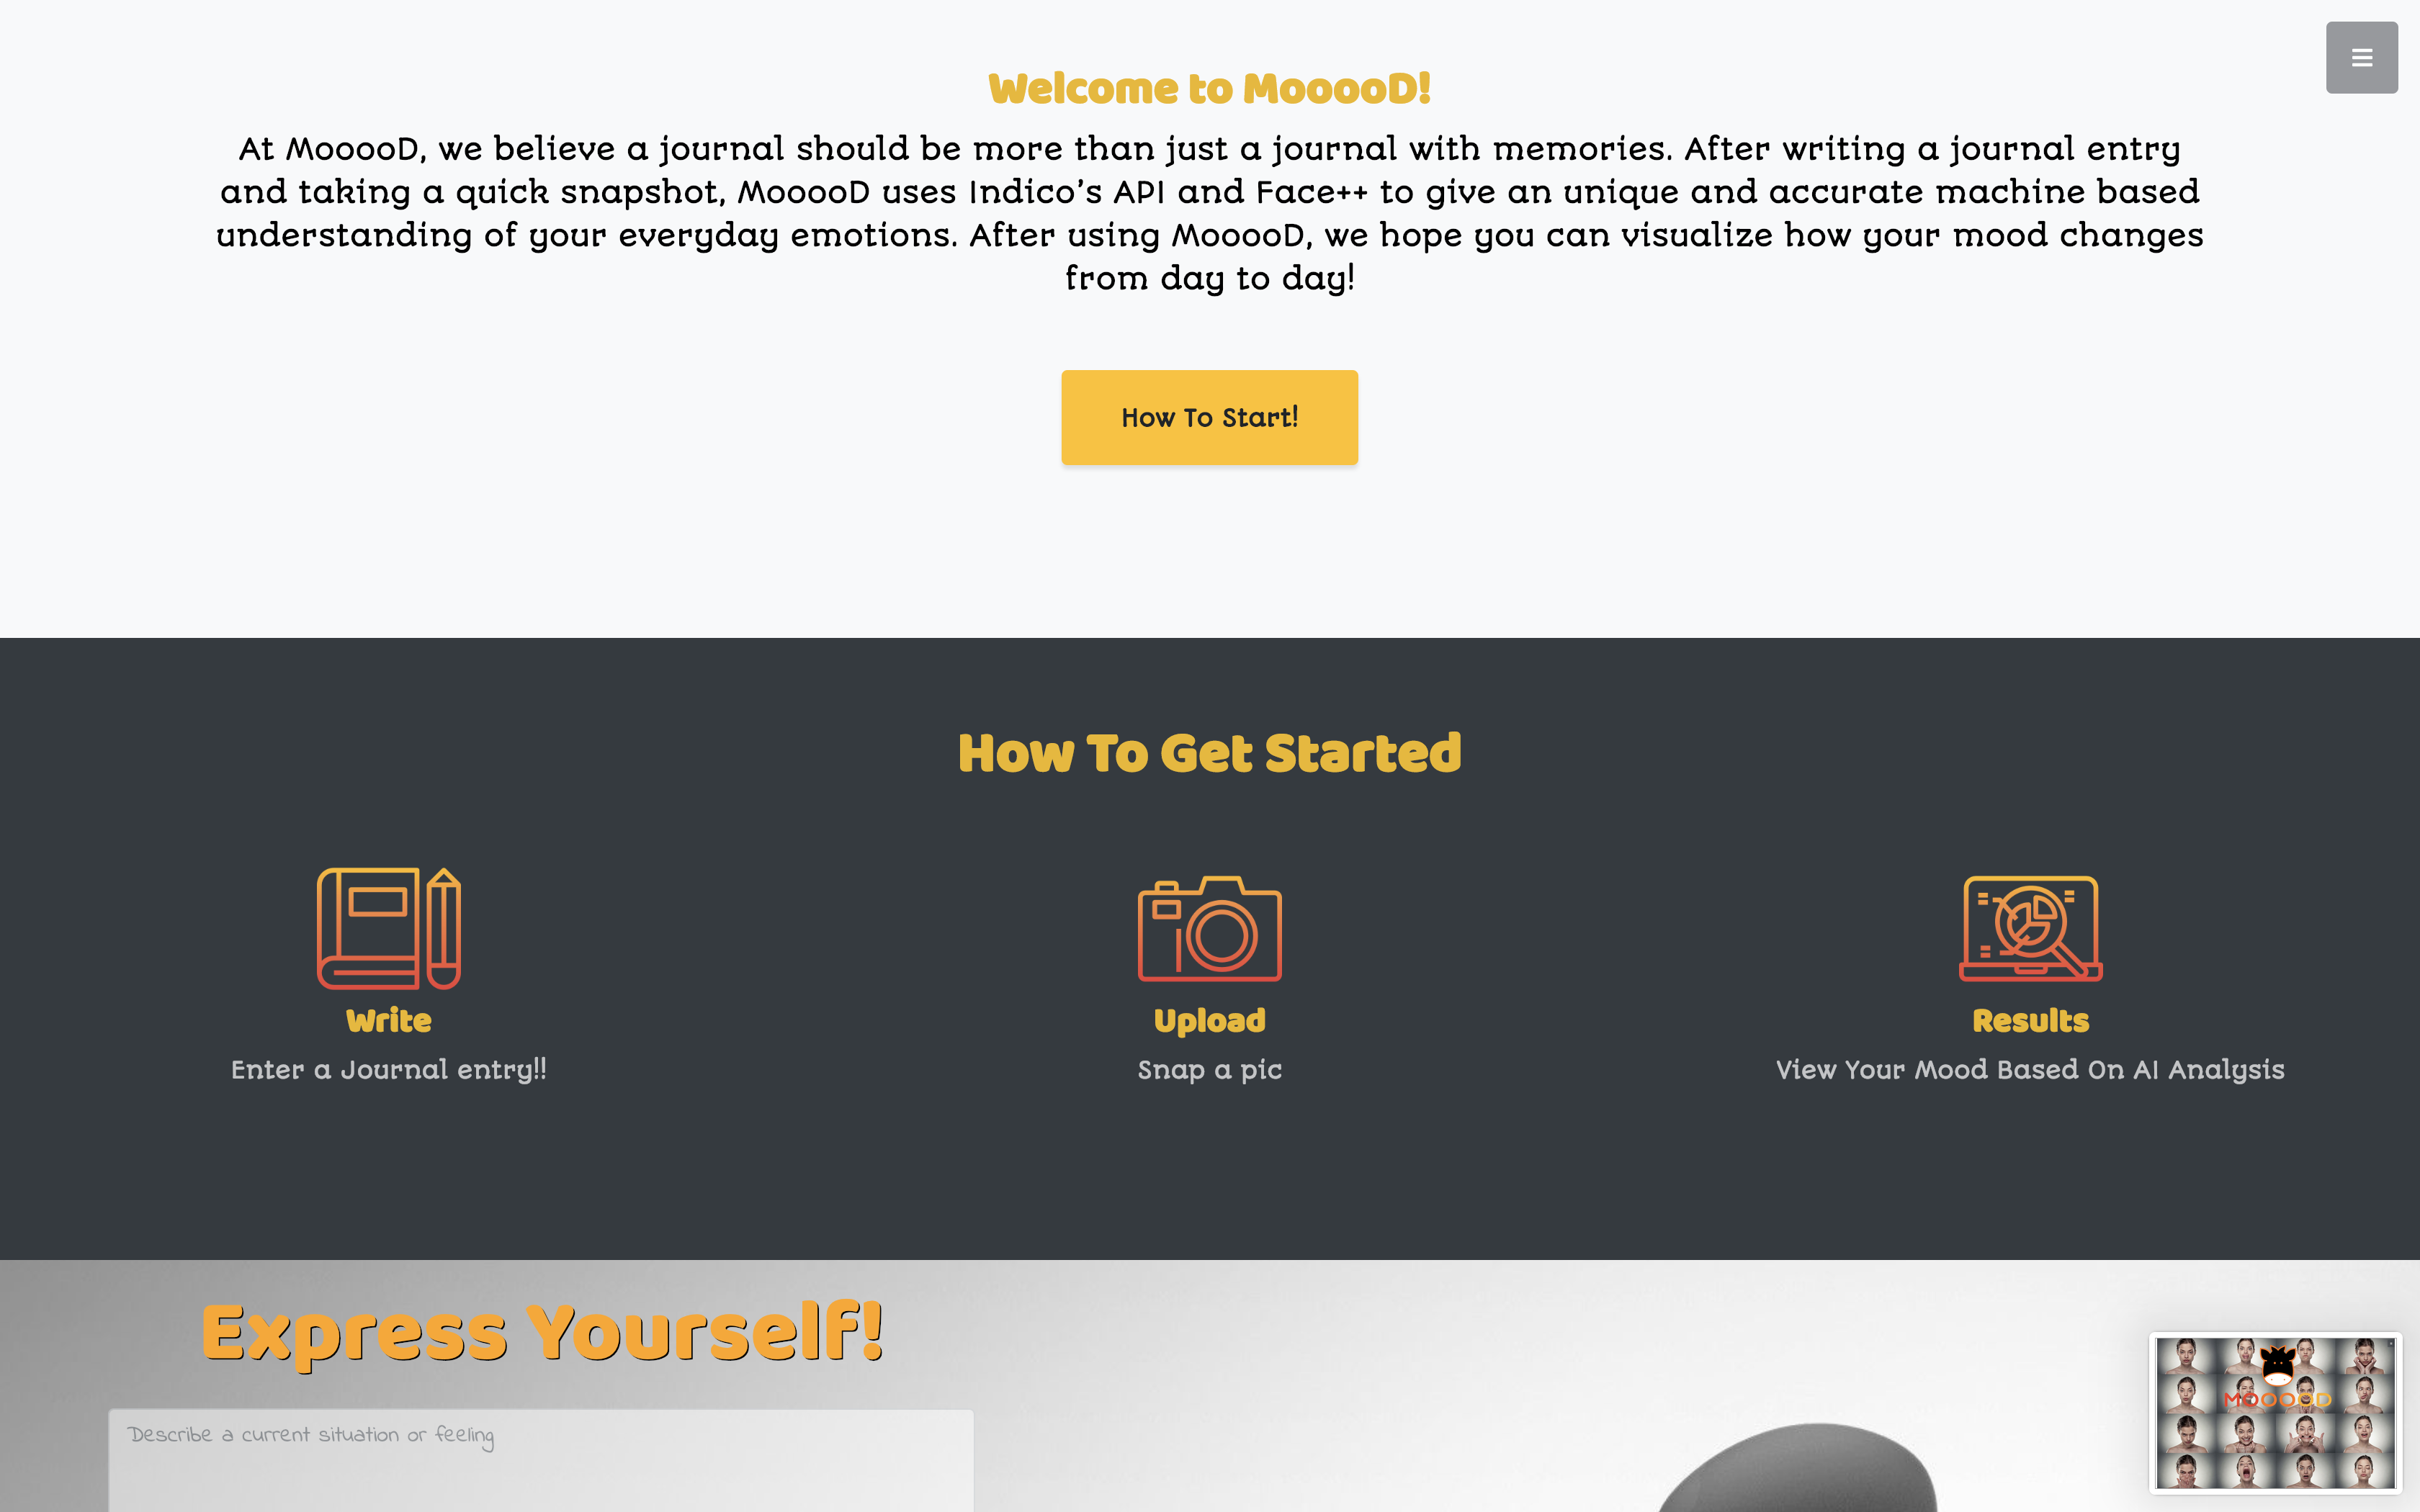 Welcome to MooooD!
At MooooD, we believe a journal should be more than just a journal with memories. After writing a journal entry
and taking a quick snapshot, MooooD uses Indico's API and Face++ to give an unique and accurate machine based
understanding of your everyday emotions. After using MooooD, we hope you can visualize how your mood changes
from day to day!
How To Start!
How To Get Started
Write
Enter a Journal entry!!
Upload
Snap a pic
Results
View Your Mood Based On AI Analysis
Express Yourself!
Describe a current situation or feeling
MOOOOD